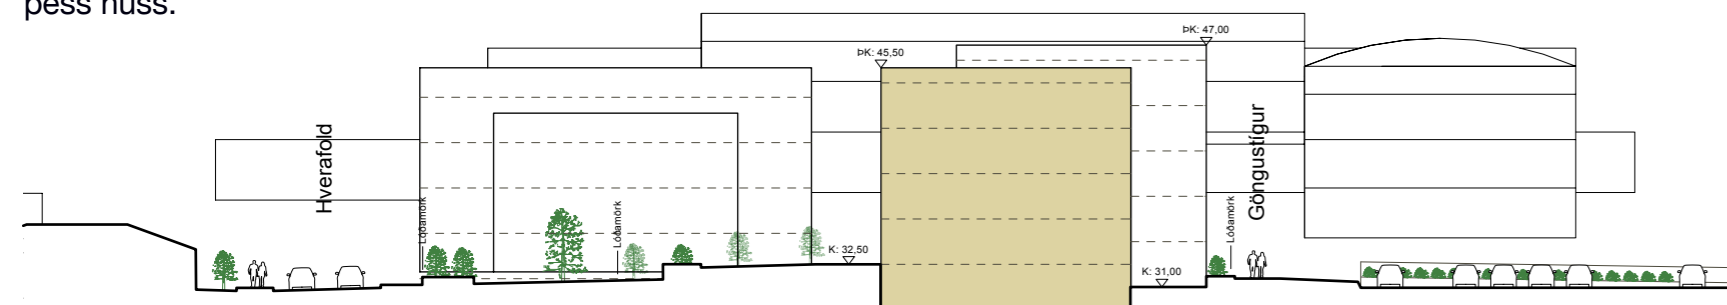 þess húss.
ÞK: 47,00
ÞK: 45,50
Hverafold
Göngustígur
Lóðamörk
Lóðamörk
Lóðamörk
K: 32,50
K: 31,00